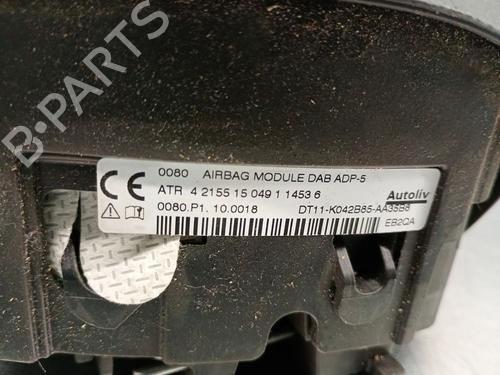 B-PARTS
0080 AIRBAG MODULE DAB ADP-5
CE ATR 4 2155 15 049 1 1453 6 Autoliv
0080.P1. 10.0018 DT11-K042B85-AA35B8
EB2QA